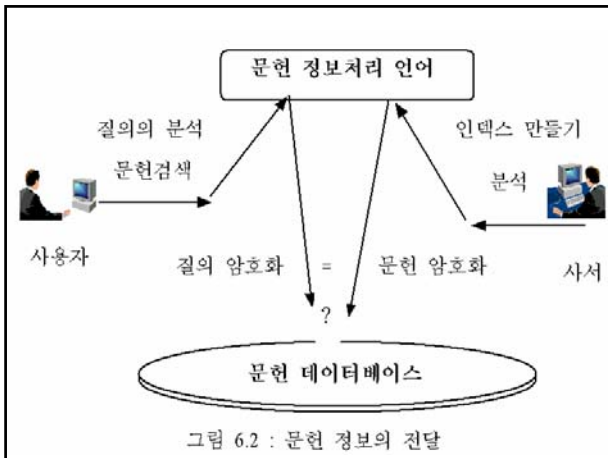 문헌 정보처리 언어
질의의 분석
문헌검색
인덱스 만들기
분석
사용자
사서
질의 암호화 = 문헌 암호화
?
문헌 데이터베이스
그림 6.2 : 문헌 정보의 전달